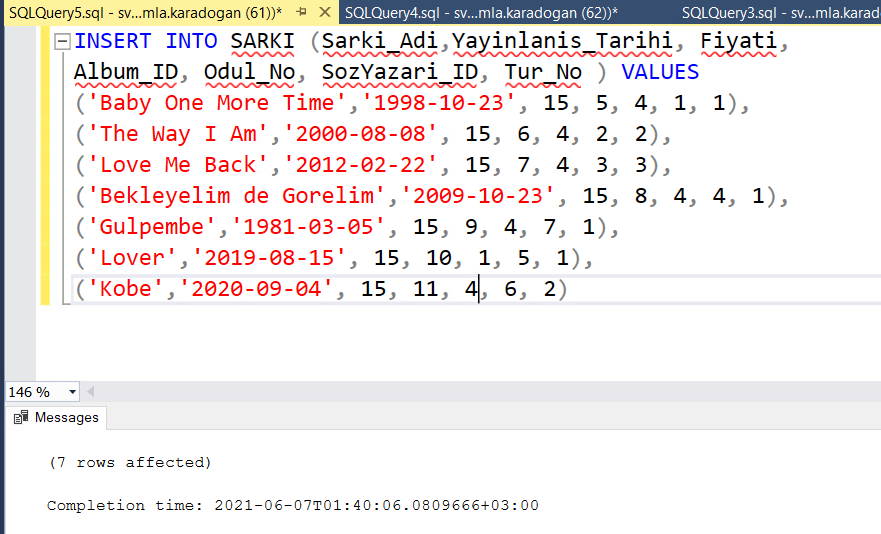 SQLQuery5.sql - sv...mla.karadogan (61))* SQLQuery4.sql - sv...mla.karadogan (62))* SQLQuery3.sql - sv...mla.karad
INSERT INTO SARKI (Sarki_Adi,Yayinlanis_Tarihi, Fiyati,
Album_ID, Odul_No, SozYazari_ID, Tur_No ) VALUES
('Baby One More Time','1998-10-23', 15, 5, 4, 1, 1),
('The Way I Am','2000-08-08', 15, 6, 4, 2, 2),
('Love Me Back','2012-02-22', 15, 7, 4, 3, 3),
('Bekleyelim de Gorelim','2009-10-23', 15, 8, 4, 4, 1),
('Gulpembe','1981-03-05', 15, 9, 4, 7, 1),
('Lover','2019-08-15', 15, 10, 1, 5, 1),
('Kobe','2020-09-04', 15, 11, 4, 6, 2)
146 %
Messages
(7 rows affected)
Completion time: 2021-06-07T01:40:06.0809666+03:00